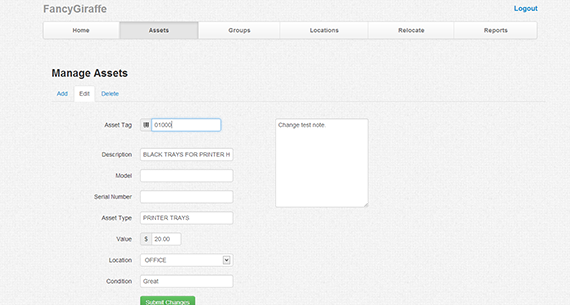 FancyGiraffe
Logout
Home Assets Groups Locations Relocate Reports
Manage Assets
Add Edit Delete
Asset Tag 01000
Change test note.
Description BLACK TRAYS FOR PRINTER H
Model
Serial Number
Asset Type PRINTER TRAYS
Value $ 20.00
Location OFFICE
Condition Great
Submit Changes